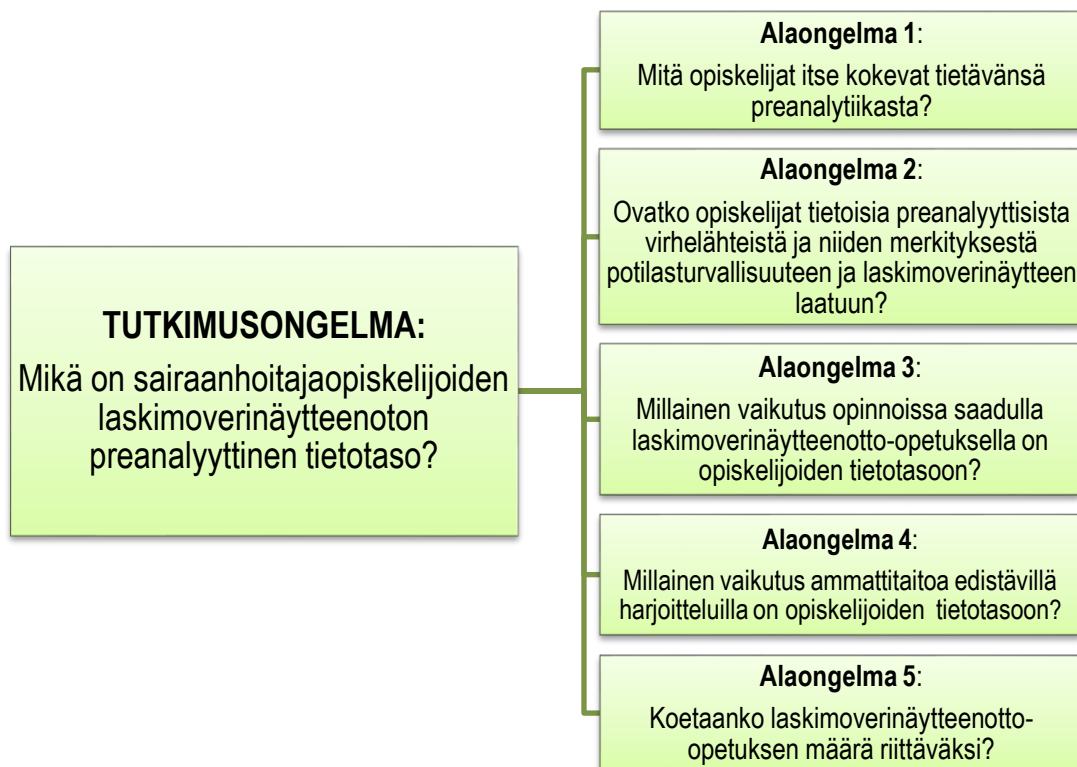 TUTKIMUSONGELMA:
Mikä on sairaanhoitajaopiskelijoiden
laskimoverinäytteenoton
preanalyyttinen tietotaso?
Alaongelma 1:
Mitä opiskelijat itse kokevat tietävänsä
preanalytiikasta?
Alaongelma 2:
Ovatko opiskelijat tietoisia preanalyyttisista
virhelähteistä ja niiden merkityksestä
potilasturvallisuuteen ja laskimoverinäytteen
laatuun?
Alaongelma 3:
Millainen vaikutus opinnoissa saadulla
laskimoverinäytteenotto-opetuksella on
opiskelijoiden tietotasoon?
Alaongelma 4:
Millainen vaikutus ammattitaitoa edistävillä
harjoitteluilla on opiskelijoiden tietotasoon?
Alaongelma 5:
Koetaanko laskimoverinäytteenotto-
opetuksen määrä riittäväksi?